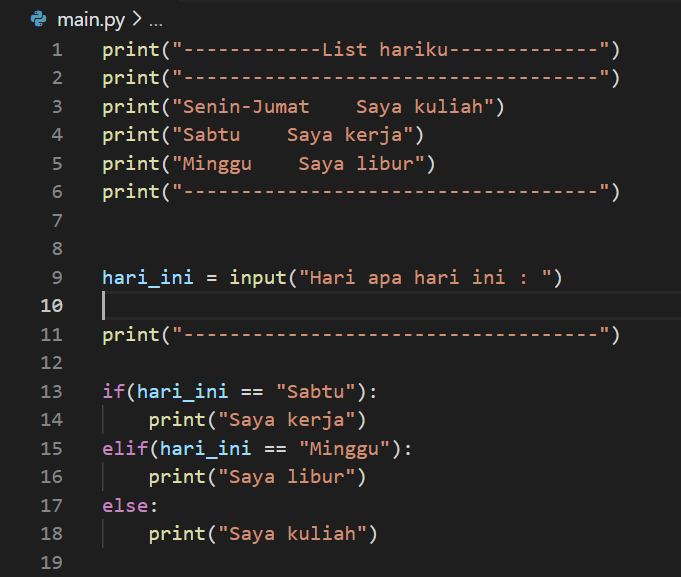 main.py > ...
1 print("------------List hariku-------------")
2 print("------------------------------------")
3 print("Senin-Jumat    Saya kuliah")
4 print("Sabtu    Saya kerja")
5 print("Minggu    Saya libur")
6 print("------------------------------------")
7
8
9 hari_ini = input("Hari apa hari ini : ")
10
11 print("------------------------------------")
12
13 if(hari_ini == "Sabtu"):
14     print("Saya kerja")
15 elif(hari_ini == "Minggu"):
16     print("Saya libur")
17 else:
18     print("Saya kuliah")
19